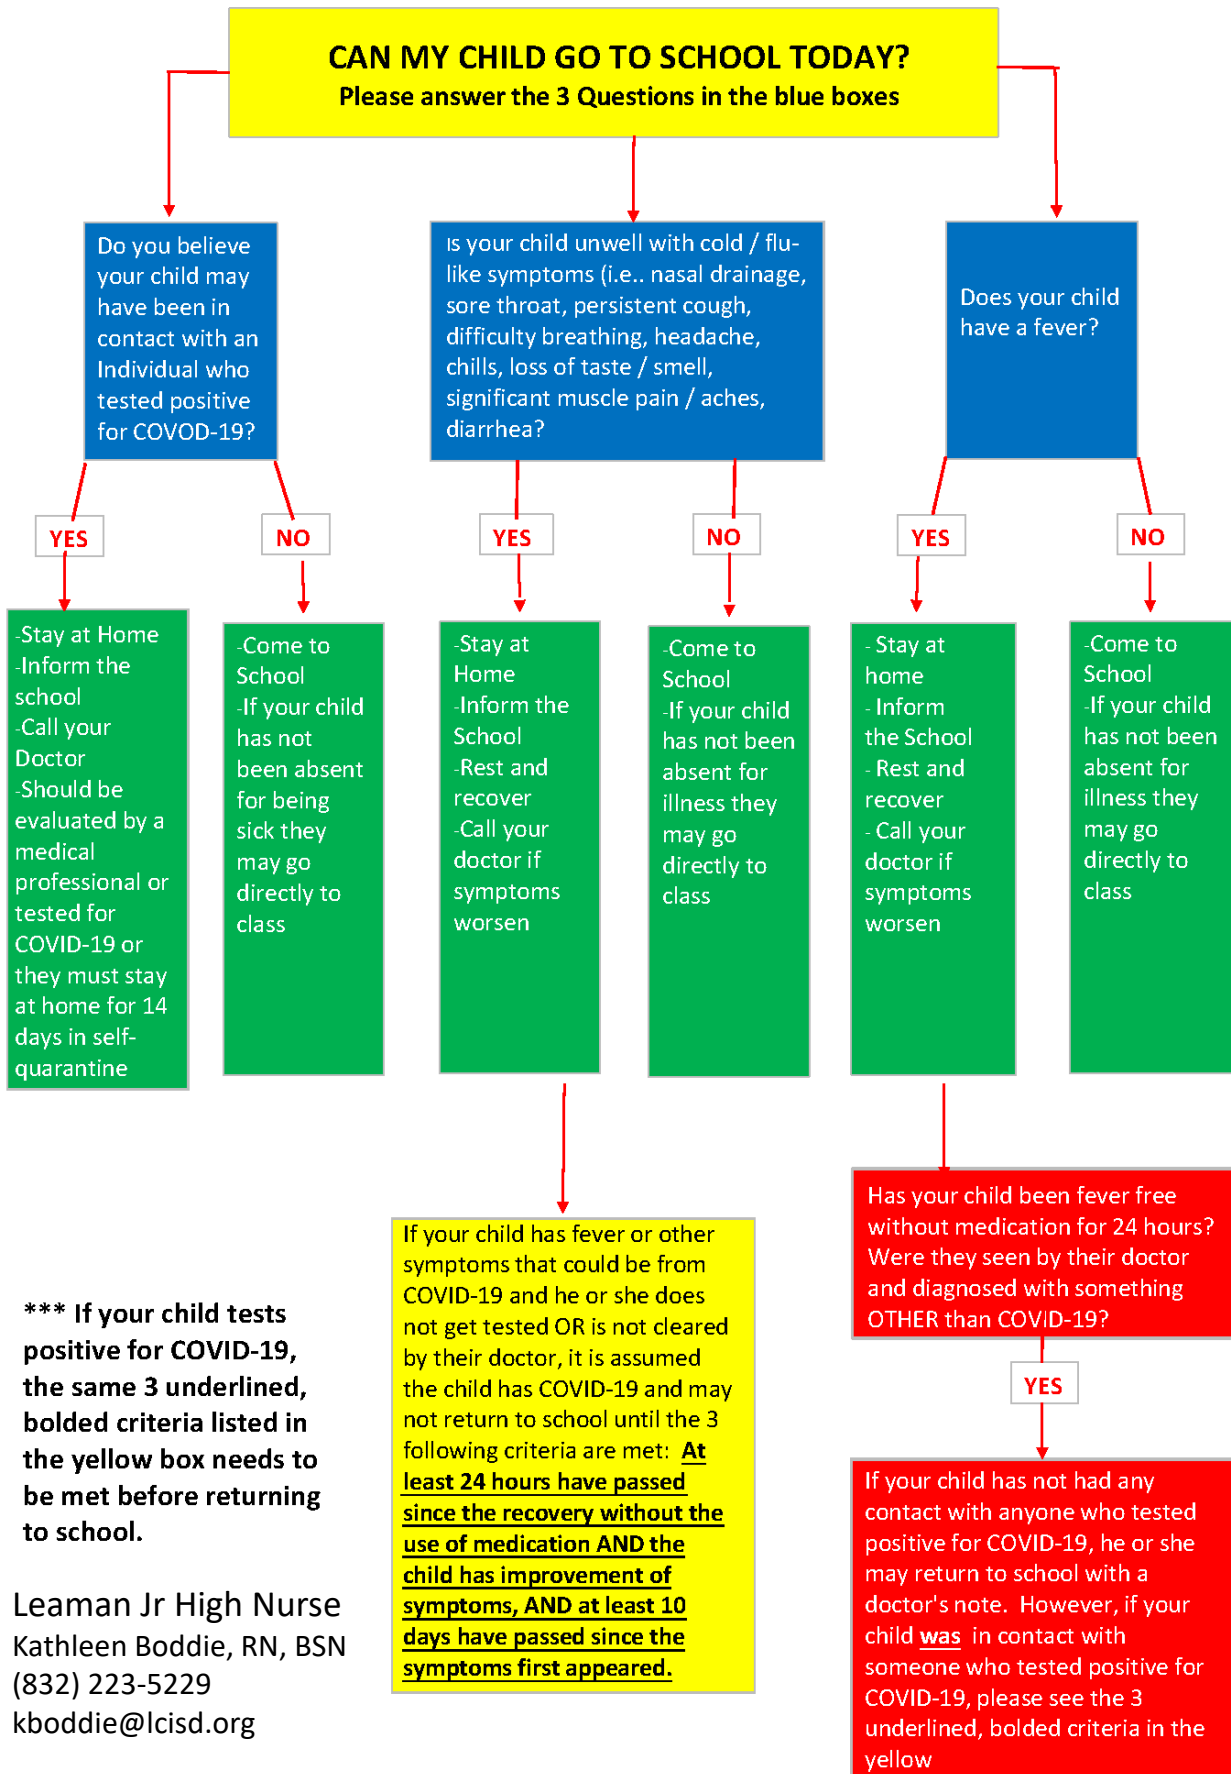 CAN MY CHILD GO TO SCHOOL TODAY?
Please answer the 3 Questions in the blue boxes
Do you believe
your child may
have been in
contact with an
Individual who
tested positive
for COVOD-19?
Is your child unwell with cold / flu-
like symptoms (i.e.. nasal drainage,
sore throat, persistent cough,
difficulty breathing, headache,
chills, loss of taste / smell,
significant muscle pain / aches,
diarrhea?
Does your child
have a fever?
YES
NO
YES
NO
YES
NO
-Stay at Home
-Inform the
school
-Call your
Doctor
-Should be
evaluated by a
medical
professional or
tested for
COVID-19 or
they must stay
at home for 14
days in self-
quarantine
-Come to
School
-If your child
has not
been absent
for being
sick they
may go
directly to
class
-Stay at
Home
-Inform the
School
-Rest and
recover
-Call your
doctor if
symptoms
worsen
-Come to
School
-If your child
has not been
absent for
illness they
may go
directly to
class
- Stay at
home
- Inform
the School
- Rest and
recover
- Call your
doctor if
symptoms
worsen
-Come to
School
-If your child
has not been
absent for
illness they
may go
directly to
class
If your child has fever or other
symptoms that could be from
COVID-19 and he or she does
not get tested OR is not cleared
by their doctor, it is assumed
the child has COVID-19 and may
not return to school until the 3
following criteria are met: At
least 24 hours have passed
since the recovery without the
use of medication AND the
child has improvement of
symptoms, AND at least 10
days have passed since the
symptoms first appeared.
Has your child been fever free
without medication for 24 hours?
Were they seen by their doctor
and diagnosed with something
OTHER than COVID-19?
YES
If your child has not had any
contact with anyone who tested
positive for COVID-19, he or she
may return to school with a
doctor's note. However, if your
child was in contact with
someone who tested positive for
COVID-19, please see the 3
underlined, bolded criteria in the
yellow
*** If your child tests
positive for COVID-19,
the same 3 underlined,
bolded criteria listed in
the yellow box needs to
be met before returning
to school.
Leaman Jr High Nurse
Kathleen Boddie, RN, BSN
(832) 223-5229
kboddie@lcisd.org